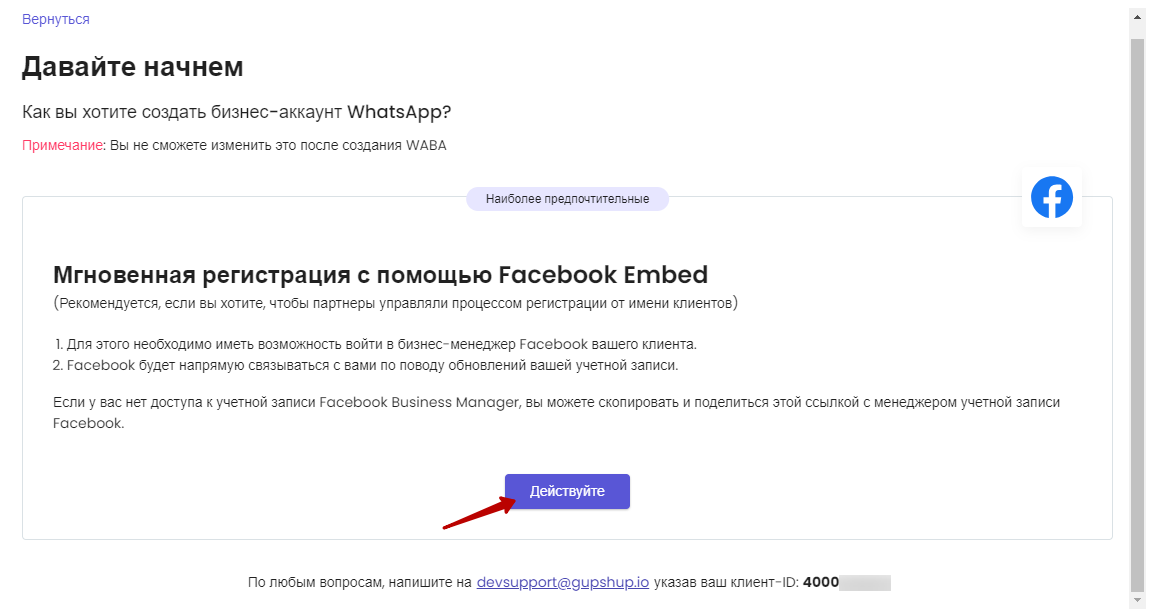 Вернуться
Давайте начнем
Как вы хотите создать бизнес-аккаунт WhatsApp?
Примечание: Вы не сможете изменить это после создания WABA
Наиболее предпочтительные
Мгновенная регистрация с помощью Facebook Embed
(Рекомендуется, если вы хотите, чтобы партнеры управляли процессом регистрации от имени клиентов)
1. Для этого необходимо иметь возможность войти в бизнес-менеджер Facebook вашего клиента.
2. Facebook будет напрямую связываться с вами по поводу обновлений вашей учетной записи.
Если у вас нет доступа к учетной записи Facebook Business Manager, вы можете скопировать и поделиться этой ссылкой с менеджером учетной записи
Facebook.
Действуйте
По любым вопросам, напишите на devsupport@gupshup.io указав ваш клиент-ID: 4000